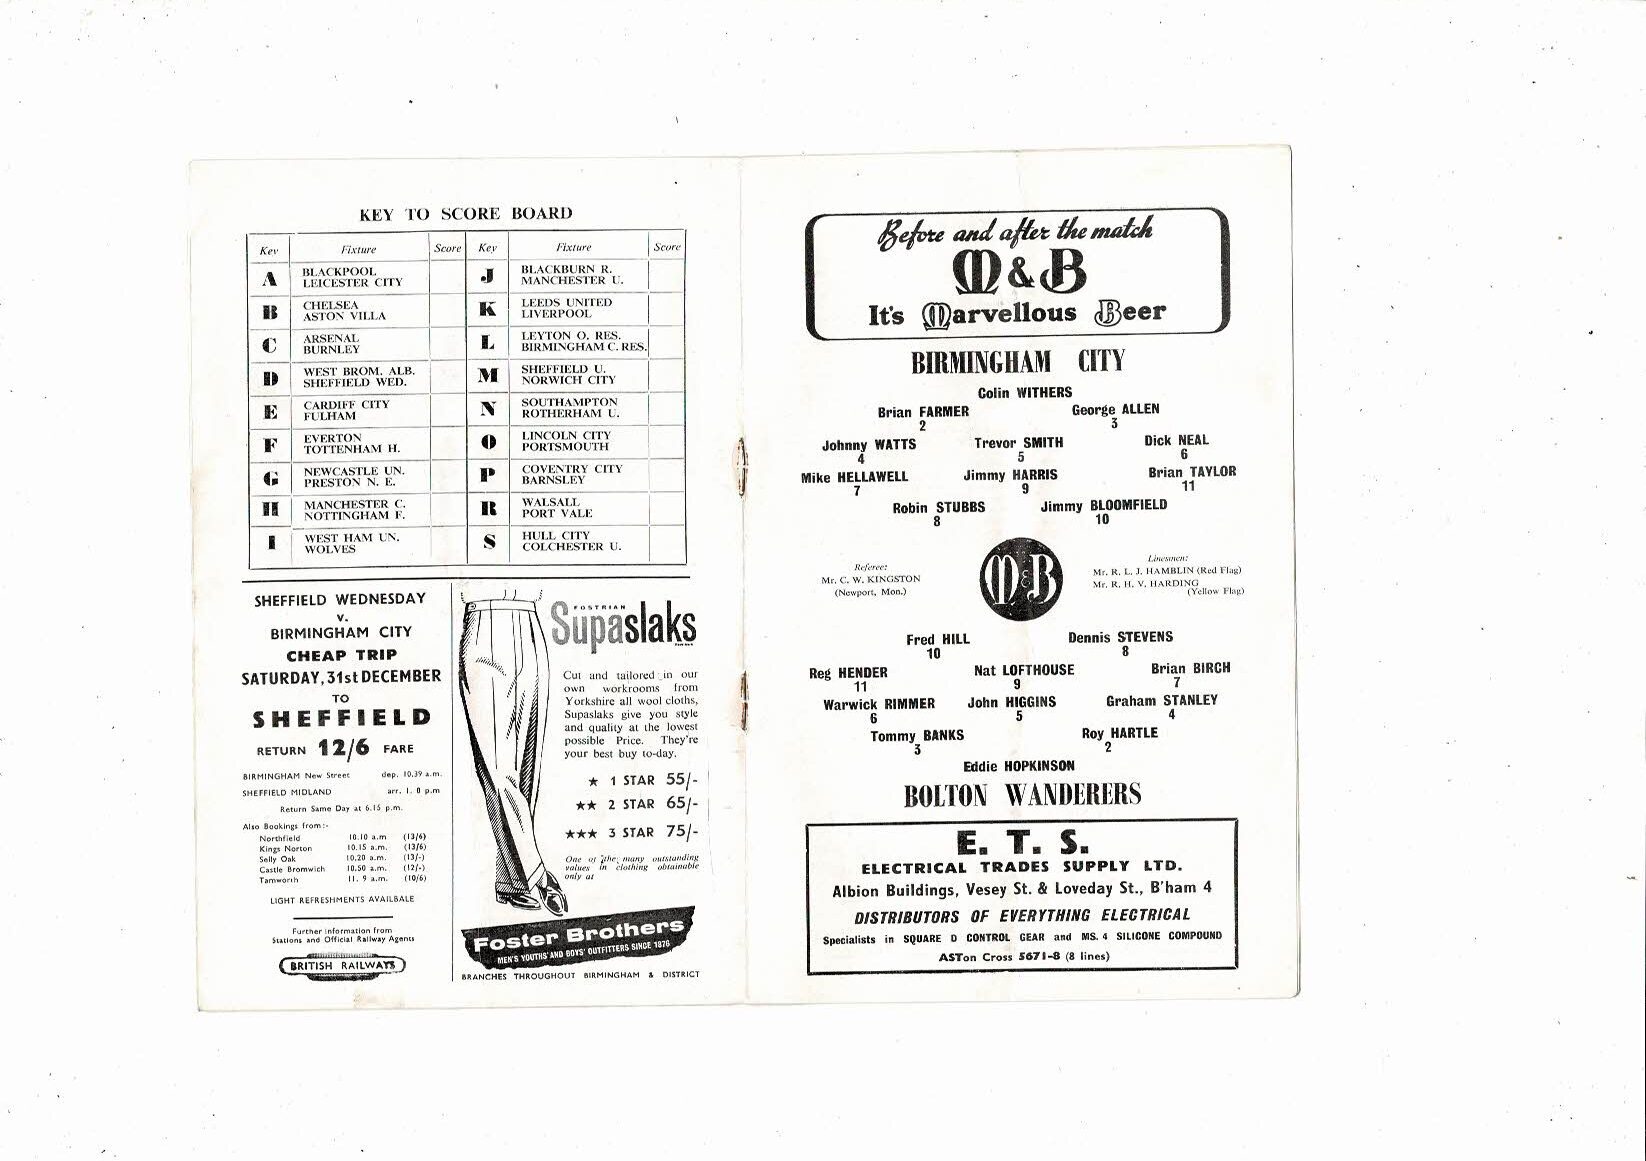 KEY TO SCORE BOARD
Key Fixture Score Key Fixture Score
A BLACKPOOL LEICESTER CITY J BLACKBURN R. MANCHESTER U.
B CHELSEA ASTON VILLA K LEEDS UNITED LIVERPOOL
C ARSENAL BURNLEY L LEYTON O. RES. BIRMINGHAM C. RES.
D WEST BROM. ALB. SHEFFIELD WED. M SHEFFIELD U. NORWICH CITY
E CARDIFF CITY FULHAM N SOUTHAMPTON ROTHERHAM U.
F EVERTON TOTTENHAM H. O LINCOLN CITY PORTSMOUTH
G NEWCASTLE UN. PRESTON N. E. P COVENTRY CITY BARNSLEY
H MANCHESTER C. NOTTINGHAM F. R WALSALL PORT VALE
I WEST HAM UN. WOLVES S HULL CITY COLCHESTER U.
SHEFFIELD WEDNESDAY
v.
BIRMINGHAM CITY
CHEAP TRIP
SATURDAY, 31st DECEMBER
TO
SHEFFIELD
RETURN 12/6 FARE
BIRMINGHAM New Street dep. 10.39 a.m.
SHEFFIELD MIDLAND arr. 1. 0 p.m
Return Same Day at 6.15 p.m.
Also Bookings from:-
Northfield 10.10 a.m (13/6)
Kings Norton 10.15 a.m. (13/6)
Selly Oak 10.20 a.m. (13/-)
Castle Bromwich 10.50 a.m. (12/-)
Tamworth 11. 9 a.m. (10/6)
LIGHT REFRESHMENTS AVAILBALE
Further information from
Stations and Official Railway Agents
BRITISH RAILWAYS
FOSTRIAN
Supaslaks
Cut and tailored in our
own workrooms from
Yorkshire all wool cloths,
Supaslaks give you style
and quality at the lowest
possible Price. They're
your best buy to-day.
★ 1 STAR 55/-
★★ 2 STAR 65/-
★★★ 3 STAR 75/-
One of the many outstanding
values in clothing obtainable
only at
Foster Brothers
MEN'S YOUTHS' AND BOYS' OUTFITTERS SINCE 1876
BRANCHES THROUGHOUT BIRMINGHAM & DISTRICT
Before and after the match
M & B
It's Marvellous Beer
BIRMINGHAM CITY
Colin WITHERS
Brian FARMER George ALLEN
2 3
Johnny WATTS Trevor SMITH Dick NEAL
4 5 6
Mike HELLAWELL Jimmy HARRIS Brian TAYLOR
7 9 11
Robin STUBBS Jimmy BLOOMFIELD
8 10
Referee:
Mr. C. W. KINGSTON
(Newport, Mon.)
M&B
Linesmen:
Mr. R. L. J. HAMBLIN (Red Flag)
Mr. R. H. V. HARDING
(Yellow Flag)
Fred HILL Dennis STEVENS
10 8
Reg HENDER Nat LOFTHOUSE Brian BIRCH
11 9 7
Warwick RIMMER John HIGGINS Graham STANLEY
6 5 4
Tommy BANKS Roy HARTLE
3 2
Eddie HOPKINSON
BOLTON WANDERERS
E. T. S.
ELECTRICAL TRADES SUPPLY LTD.
Albion Buildings, Vesey St. & Loveday St., B'ham 4
DISTRIBUTORS OF EVERYTHING ELECTRICAL
Specialists in SQUARE D CONTROL GEAR and MS. 4 SILICONE COMPOUND
ASTon Cross 5671-8 (8 lines)